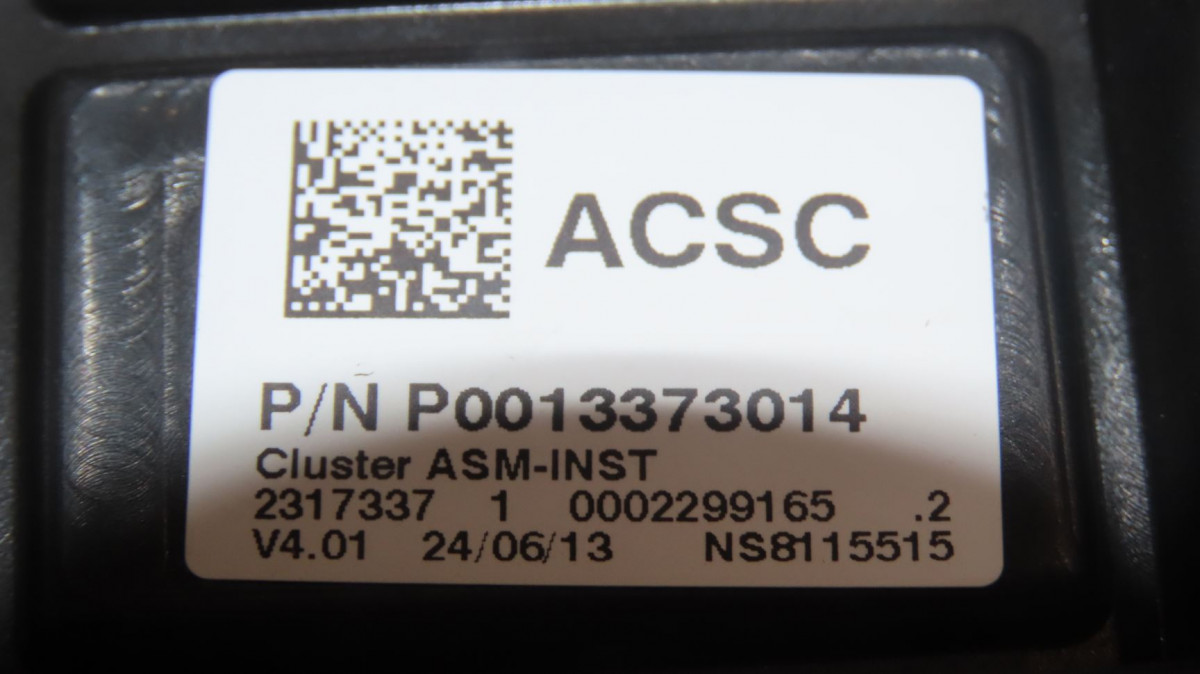 ACSC
P/N P0013373014
Cluster ASM-INST
2317337 1 0002299165 .2
V4.01 24/06/13 NS8115515